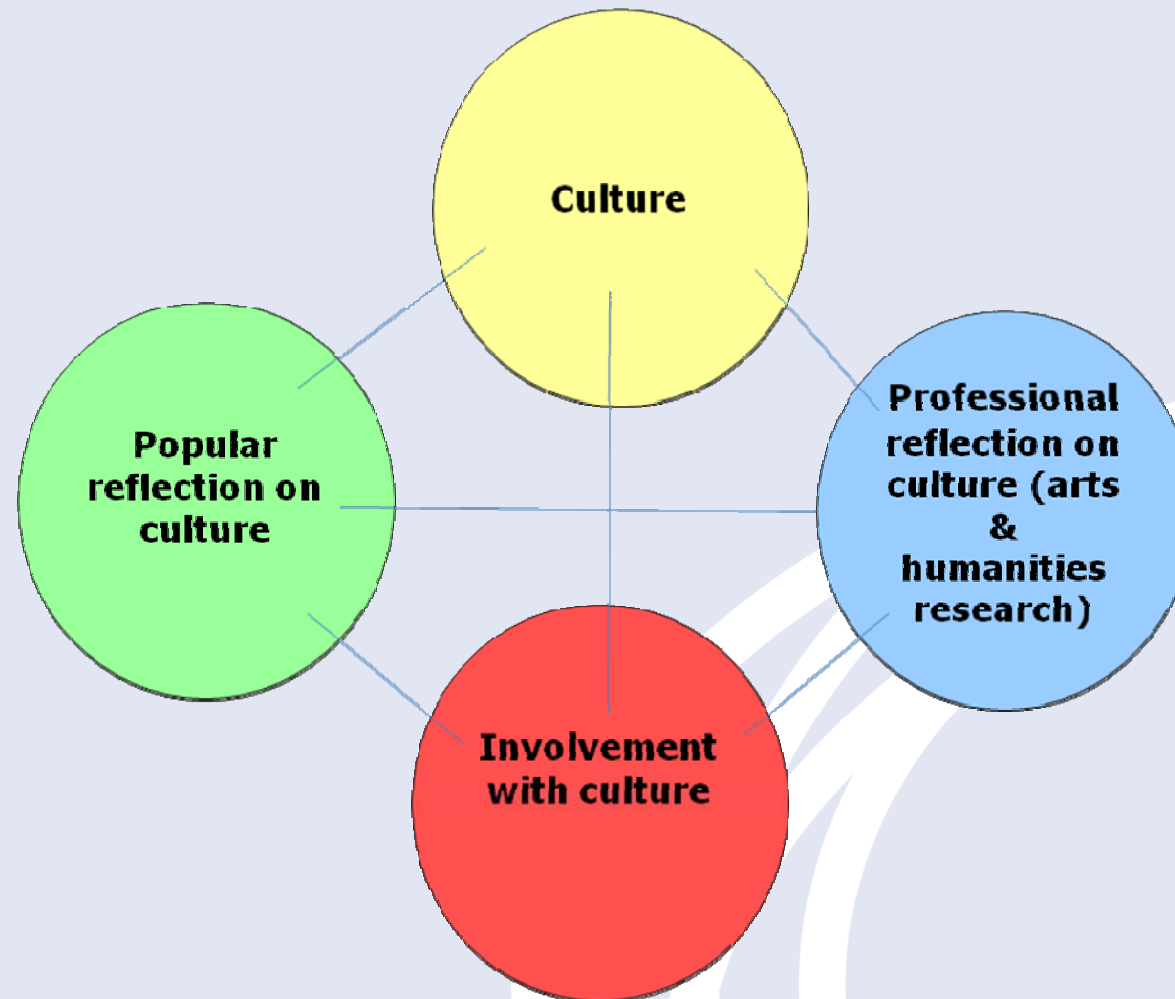 Culture
Popular
reflection on
culture
Professional
reflection on
culture (arts
&
humanities
research)
Involvement
with culture